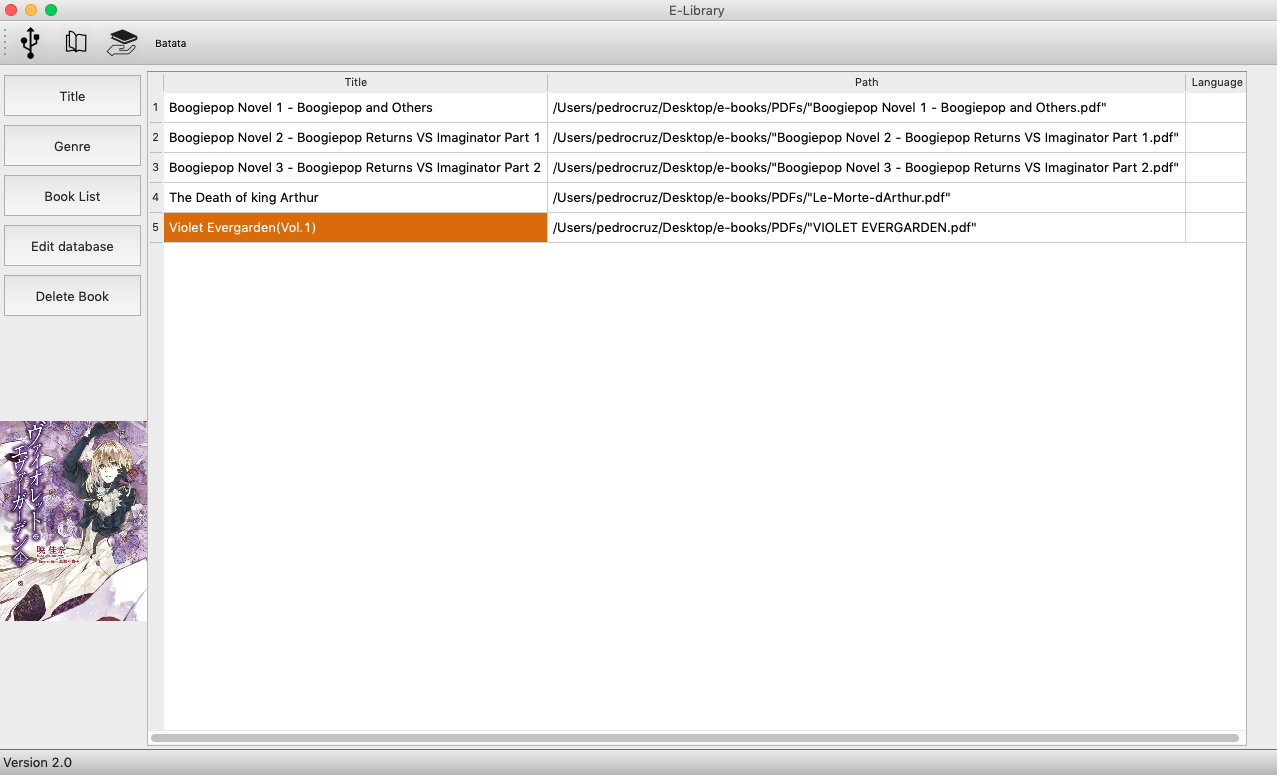 E-Library
Batata
Title
Genre
Book List
Edit database
Delete Book
Title Path Language
1 Boogiepop Novel 1 - Boogiepop and Others /Users/pedrocruz/Desktop/e-books/PDFs/"Boogiepop Novel 1 - Boogiepop and Others.pdf"
2 Boogiepop Novel 2 - Boogiepop Returns VS Imaginator Part 1 /Users/pedrocruz/Desktop/e-books/"Boogiepop Novel 2 - Boogiepop Returns VS Imaginator Part 1.pdf"
3 Boogiepop Novel 3 - Boogiepop Returns VS Imaginator Part 2 /Users/pedrocruz/Desktop/e-books/"Boogiepop Novel 3 - Boogiepop Returns VS Imaginator Part 2.pdf"
4 The Death of king Arthur /Users/pedrocruz/Desktop/e-books/PDFs/"Le-Morte-dArthur.pdf"
5 Violet Evergarden(Vol.1) /Users/pedrocruz/Desktop/e-books/PDFs/"VIOLET EVERGARDEN.pdf"
ヴァイオレット・
エヴァーガーデン
上
暁 佳奈
Version 2.0